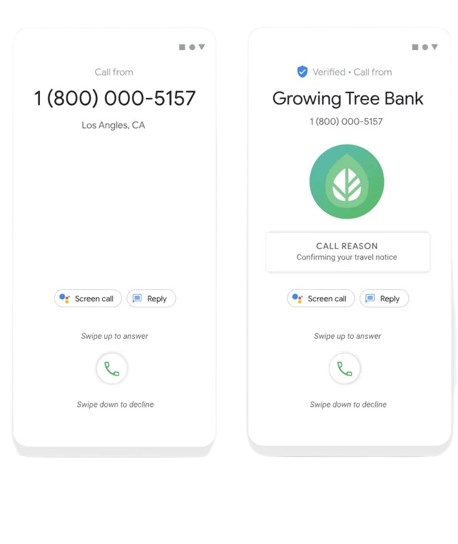 Call from
1 (800) 000-5157
Los Angles, CA
Screen call
Reply
Swipe up to answer
Swipe down to decline
Verified • Call from
Growing Tree Bank
1 (800) 000-5157
CALL REASON
Confirming your travel notice
Screen call
Reply
Swipe up to answer
Swipe down to decline